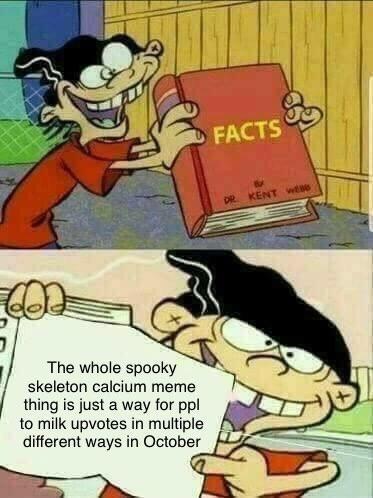 FACTS
By
DR. KENT WEBB
The whole spooky
skeleton calcium meme
thing is just a way for ppl
to milk upvotes in multiple
different ways in October